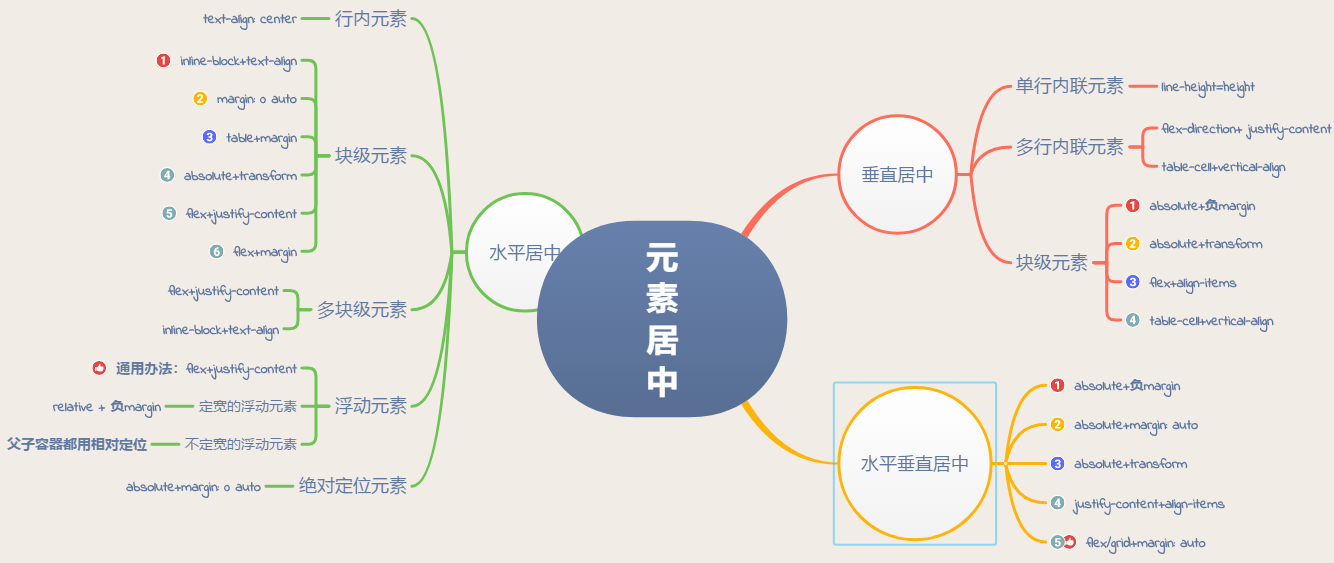 元
素
居
中
水平居中
行内元素
text-align: center
块级元素
1 inline-block+text-align
2 margin: 0 auto
3 table+margin
4 absolute+transform
5 flex+justify-content
6 flex+margin
多块级元素
flex+justify-content
inline-block+text-align
浮动元素
通用办法：flex+justify-content
定宽的浮动元素
relative + 负margin
不定宽的浮动元素
父子容器都用相对定位
绝对定位元素
absolute+margin: 0 auto
垂直居中
单行内联元素
line-height=height
多行内联元素
flex-direction+ justify-content
table-cell+vertical-align
块级元素
1 absolute+负margin
2 absolute+transform
3 flex+align-items
4 table-cell+vertical-align
水平垂直居中
1 absolute+负margin
2 absolute+margin: auto
3 absolute+transform
4 justify-content+align-items
5 flex/grid+margin: auto